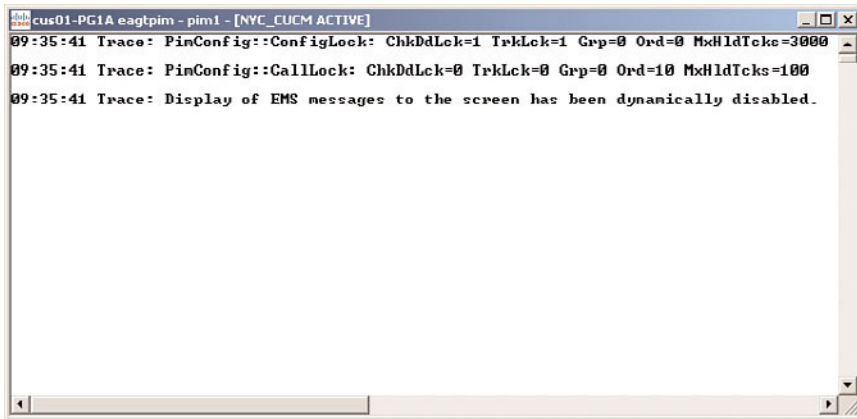 cus01-PG1A eagtpim - pim1 - [NYC_CUCM ACTIVE]
09:35:41 Trace: PimConfig::ConfigLock: ChkDdLck=1 TrkLck=1 Grp=0 Ord=0 MxHldTcks=3000
09:35:41 Trace: PimConfig::CallLock: ChkDdLck=0 TrkLck=0 Grp=0 Ord=10 MxHldTcks=100
09:35:41 Trace: Display of EMS messages to the screen has been dynamically disabled.